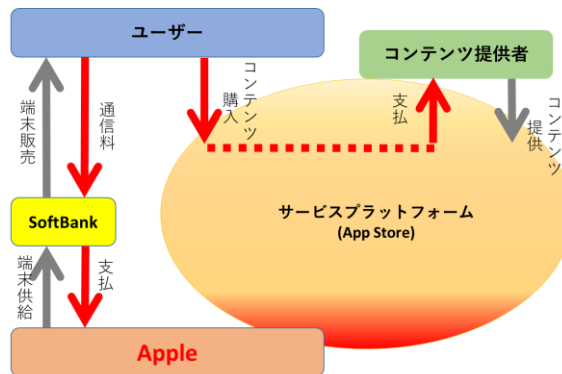 ユーザー
コンテンツ提供者
端末販売
通信料
コンテンツ
購入
支払
コンテンツ
提供
サービスプラットフォーム
(App Store)
SoftBank
端末供給
支払
Apple